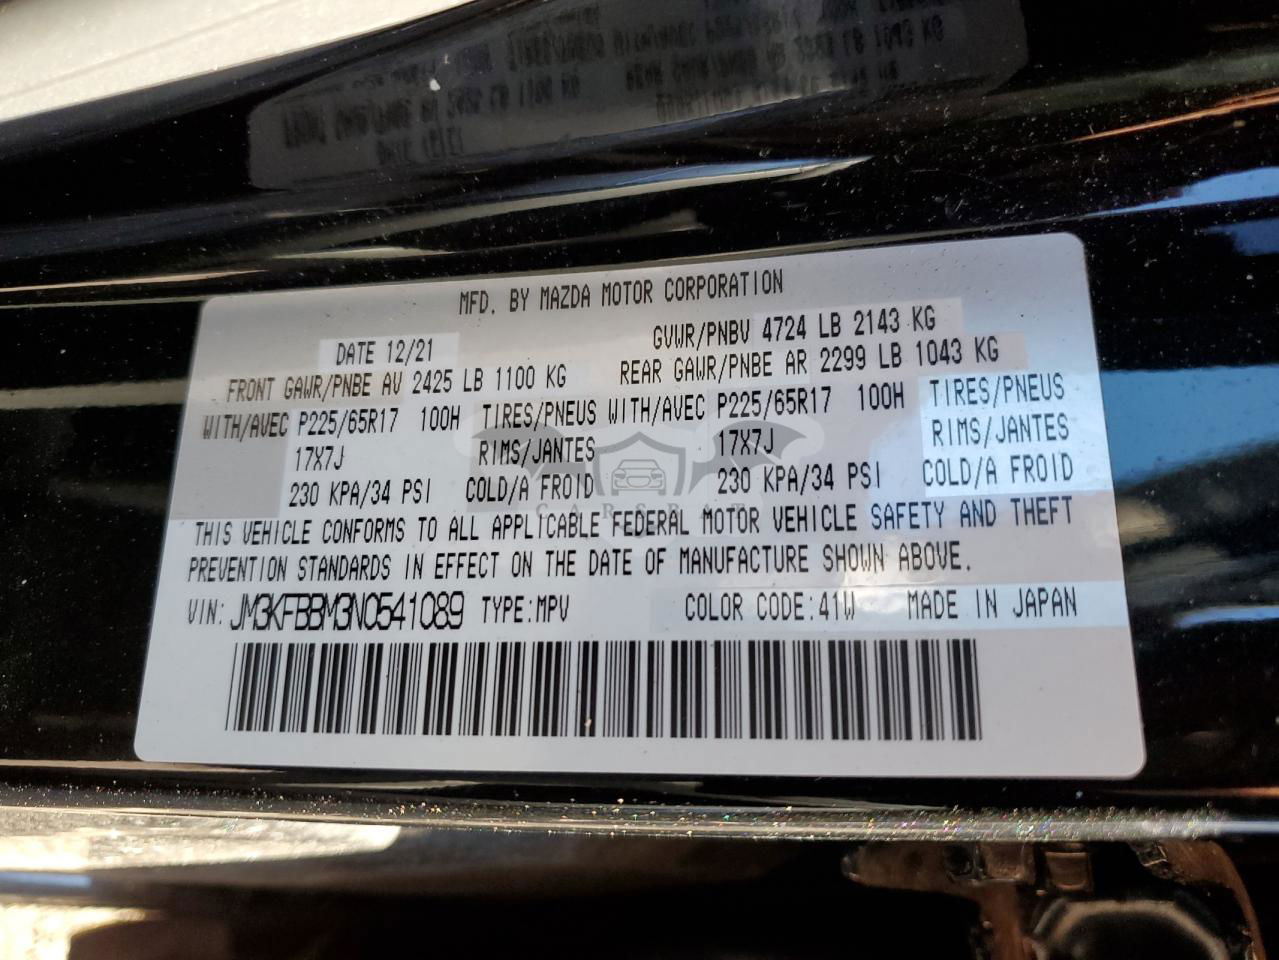 MFD. BY MAZDA MOTOR CORPORATION
DATE 12/21 GVWR/PNBV 4724 LB 2143 KG
FRONT GAWR/PNBE AV 2425 LB 1100 KG REAR GAWR/PNBE AR 2299 LB 1043 KG
WITH/AVEC P225/65R17 100H TIRES/PNEUS WITH/AVEC P225/65R17 100H TIRES/PNEUS
17X7J RIMS/JANTES 17X7J RIMS/JANTES
230 KPA/34 PSI COLD/A FROID 230 KPA/34 PSI COLD/A FROID
THIS VEHICLE CONFORMS TO ALL APPLICABLE FEDERAL MOTOR VEHICLE SAFETY AND THEFT
PREVENTION STANDARDS IN EFFECT ON THE DATE OF MANUFACTURE SHOWN ABOVE.
VIN: JM3KFBBM3N0541089 TYPE:MPV COLOR CODE:41W MADE IN JAPAN